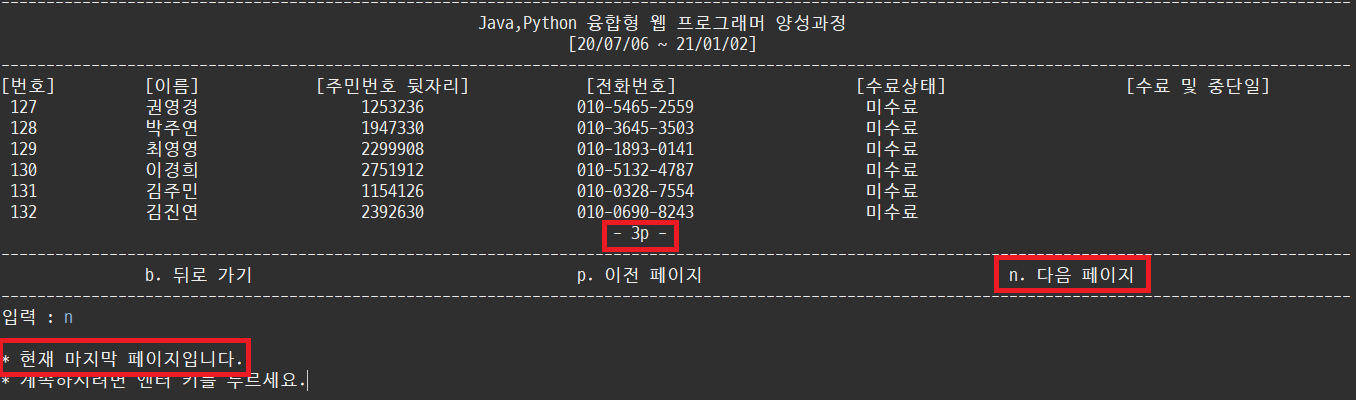 Java,Python 융합형 웹 프로그래머 양성과정
[20/07/06 ~ 21/01/02]
[번호] [이름] [주민번호 뒷자리] [전화번호] [수료상태] [수료 및 중단일]
127 권영경 1253236 010-5465-2559 미수료
128 박주연 1947330 010-3645-3503 미수료
129 최영영 2299908 010-1893-0141 미수료
130 이경희 2751912 010-5132-4787 미수료
131 김주민 1154126 010-0328-7554 미수료
132 김진연 2392630 010-0690-8243 미수료
- 3p -
b. 뒤로 가기 p. 이전 페이지 n. 다음 페이지
입력 : n
* 현재 마지막 페이지입니다.
* 계속하시려면 엔터 키를 누르세요.